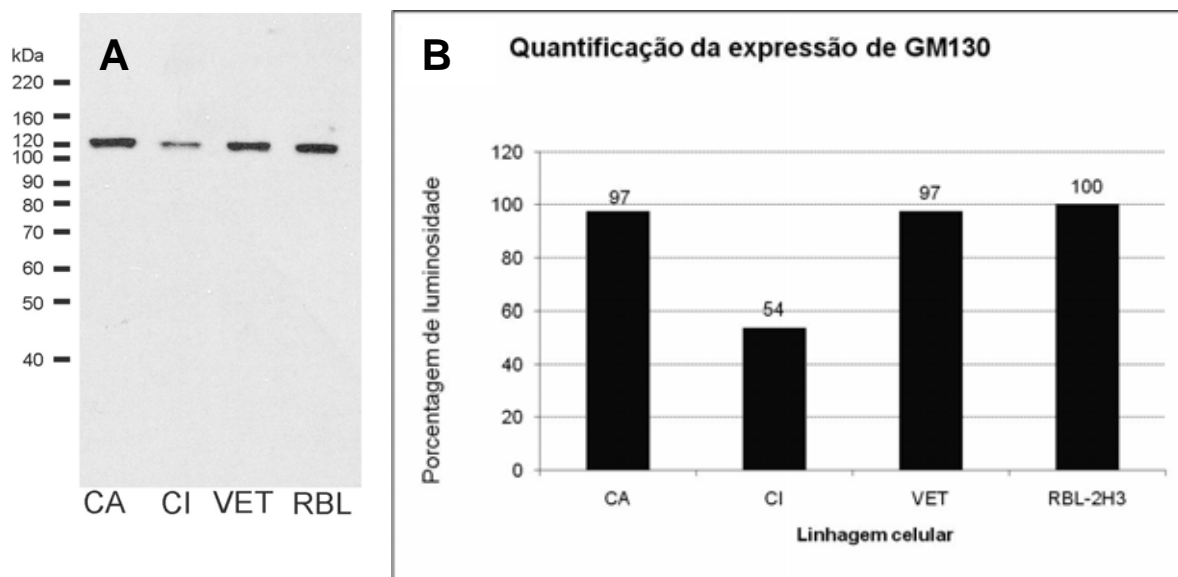 A
kDa
220
160
120
100
90
80
70
60
50
40
CA CI VET RBL
B
Quantificação da expressão de GM130
Porcentagem de luminosidade
120
100
80
60
40
20
0
97
54
97
100
CA CI VET RBL-2H3
Linhagem celular